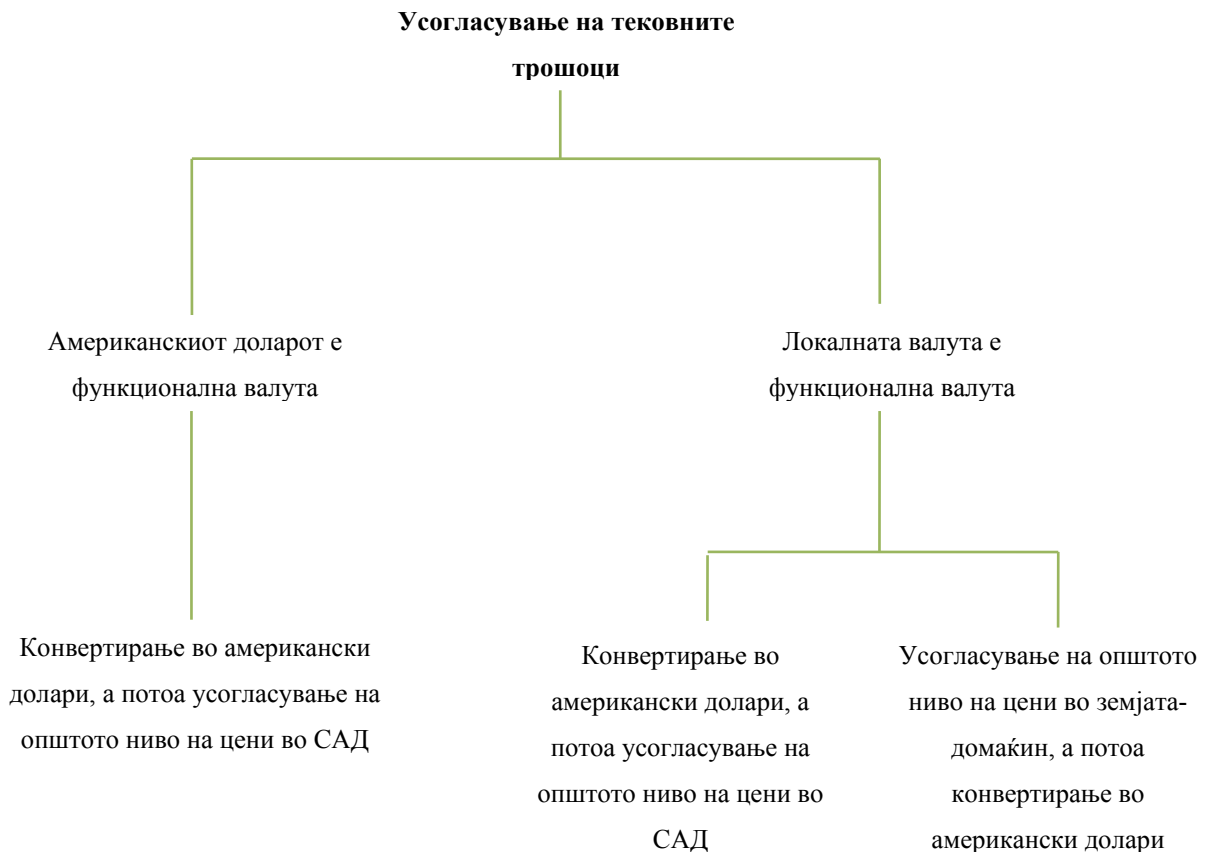 Усогласување на тековните
трошоци
Американскиот доларот е
функционална валута
Локалната валута е
функционална валута
Конвертирање во американски
долари, а потоа усогласување на
општото ниво на цени во САД
Конвертирање во
американски долари, а
потоа усогласување на
општото ниво на цени во
САД
Усогласување на општото
ниво на цени во земјата-
домаќин, а потоа
конвертирање во
американски долари